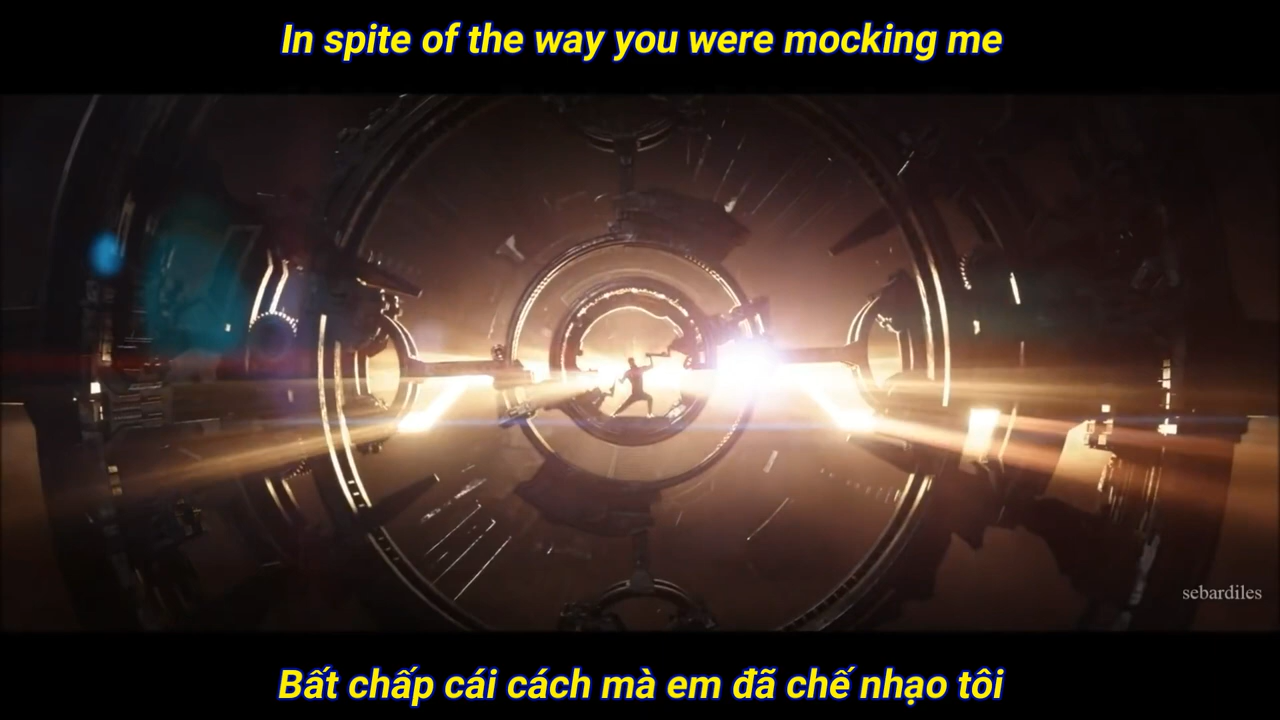 In spite of the way you were mocking me
sebardiles
Bất chấp cái cách mà em đã chế nhạo tôi